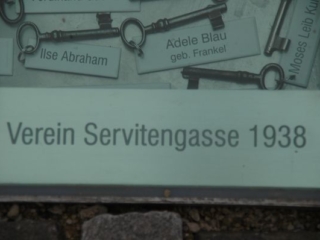 Ilse Abraham
Adele Blau
geb. Frankel
Moses Leib
Verein Servitengasse 1938